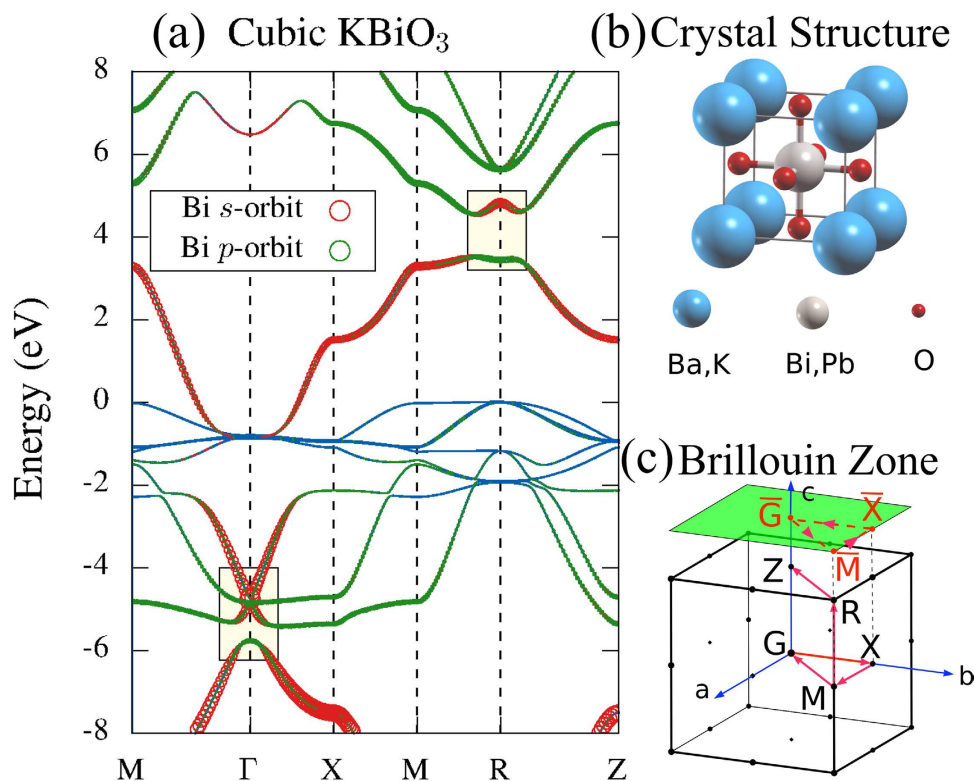 (a) Cubic KBiO₃
Energy (eV)
8
6
4
2
0
-2
-4
-6
-8
Bi s-orbit
Bi p-orbit
M Γ X M R Z
(b) Crystal Structure
Ba,K Bi,Pb O
(c) Brillouin Zone
c
G̅ X̅
M̅
Z
R
G X
b
a
M